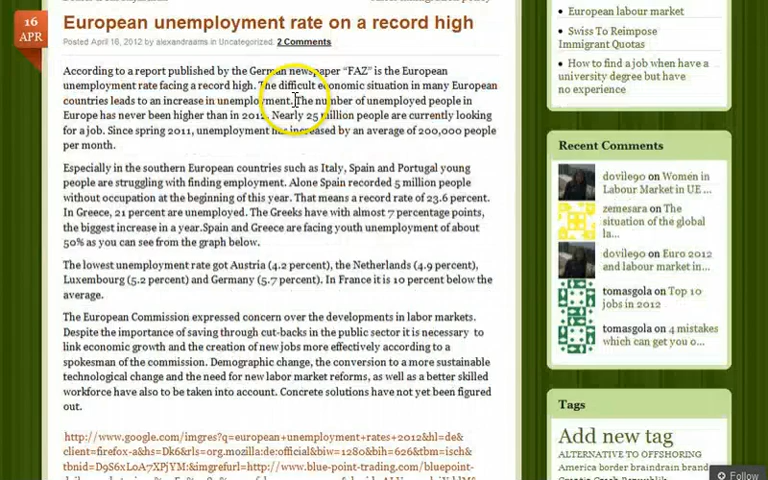 European unemployment rate on a record high
16
APR
Posted April 16, 2012 by alexandraams in Uncategorized. 2 Comments
According to a report published by the German newspaper “FAZ” is the European
unemployment rate facing a record high. The difficult economic situation in many European
countries leads to an increase in unemployment. The number of unemployed people in
Europe has never been higher than in 2012. Nearly 25 million people are currently looking
for a job. Since spring 2011, unemployment has increased by an average of 200,000 people
per month.
Especially in the southern European countries such as Italy, Spain and Portugal young
people are struggling with finding employment. Alone Spain recorded 5 million people
without occupation at the beginning of this year. That means a record rate of 23.6 percent.
In Greece, 21 percent are unemployed. The Greeks have with almost 7 percentage points,
the biggest increase in a year.Spain and Greece are facing youth unemployment of about
50% as you can see from the graph below.
The lowest unemployment rate got Austria (4.2 percent), the Netherlands (4.9 percent),
Luxembourg (5.2 percent) and Germany (5.7 percent). In France it is 10 percent below the
average.
The European Commission expressed concern over the developments in labor markets.
Despite the importance of saving through cut-backs in the public sector it is necessary to
link economic growth and the creation of new jobs more effectively according to a
spokesman of the commission. Demographic change, the conversion to a more sustainable
technological change and the need for new labor market reforms, as well as a better skilled
workforce have also to be taken into account. Concrete solutions have not yet been figured
out.
http://www.google.com/imgres?q=european+unemployment+rates+2012&hl=de&
client=firefox-a&hs=Dk6&rls=org.mozilla:de:official&biw=1280&bih=626&tbm=isch&
tbnid=D9S6xLoA7XPjYM:&imgrefurl=http://www.blue-point-trading.com/bluepoint-
European labour market
Swiss To Reimpose
Immigrant Quotas
How to find a job when have a
university degree but have
no experience
Recent Comments
dovile90 on Women in
Labour Market in UE ...
zemesara on The
situation of the global
la...
dovile90 on Euro 2012
and labour market in...
tomasgola on Top 10
jobs in 2012
tomasgola on 4 mistakes
which can get you o...
Tags
Add new tag
ALTERNATIVE TO OFFSHORING
America border braindrain
Follow